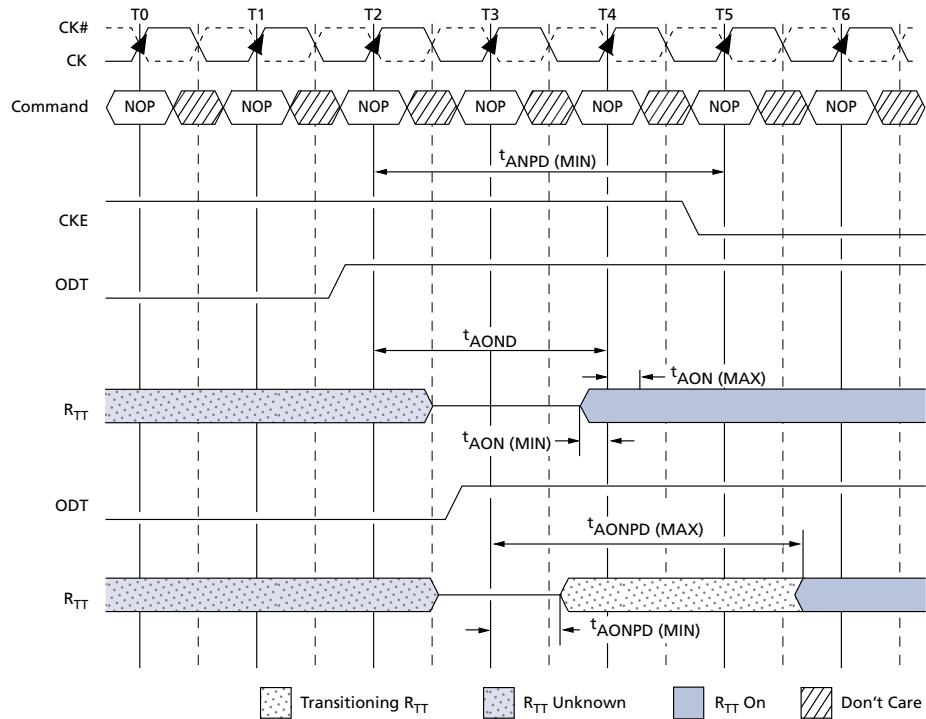 T0 T1 T2 T3 T4 T5 T6
CK#
CK
Command NOP NOP NOP NOP NOP NOP NOP
tANPD (MIN)
CKE
ODT
tAOND
tAON (MAX)
RTT
tAON (MIN)
ODT
tAONPD (MAX)
RTT
tAONPD (MIN)
Transitioning RTT RTT Unknown RTT On Don't Care